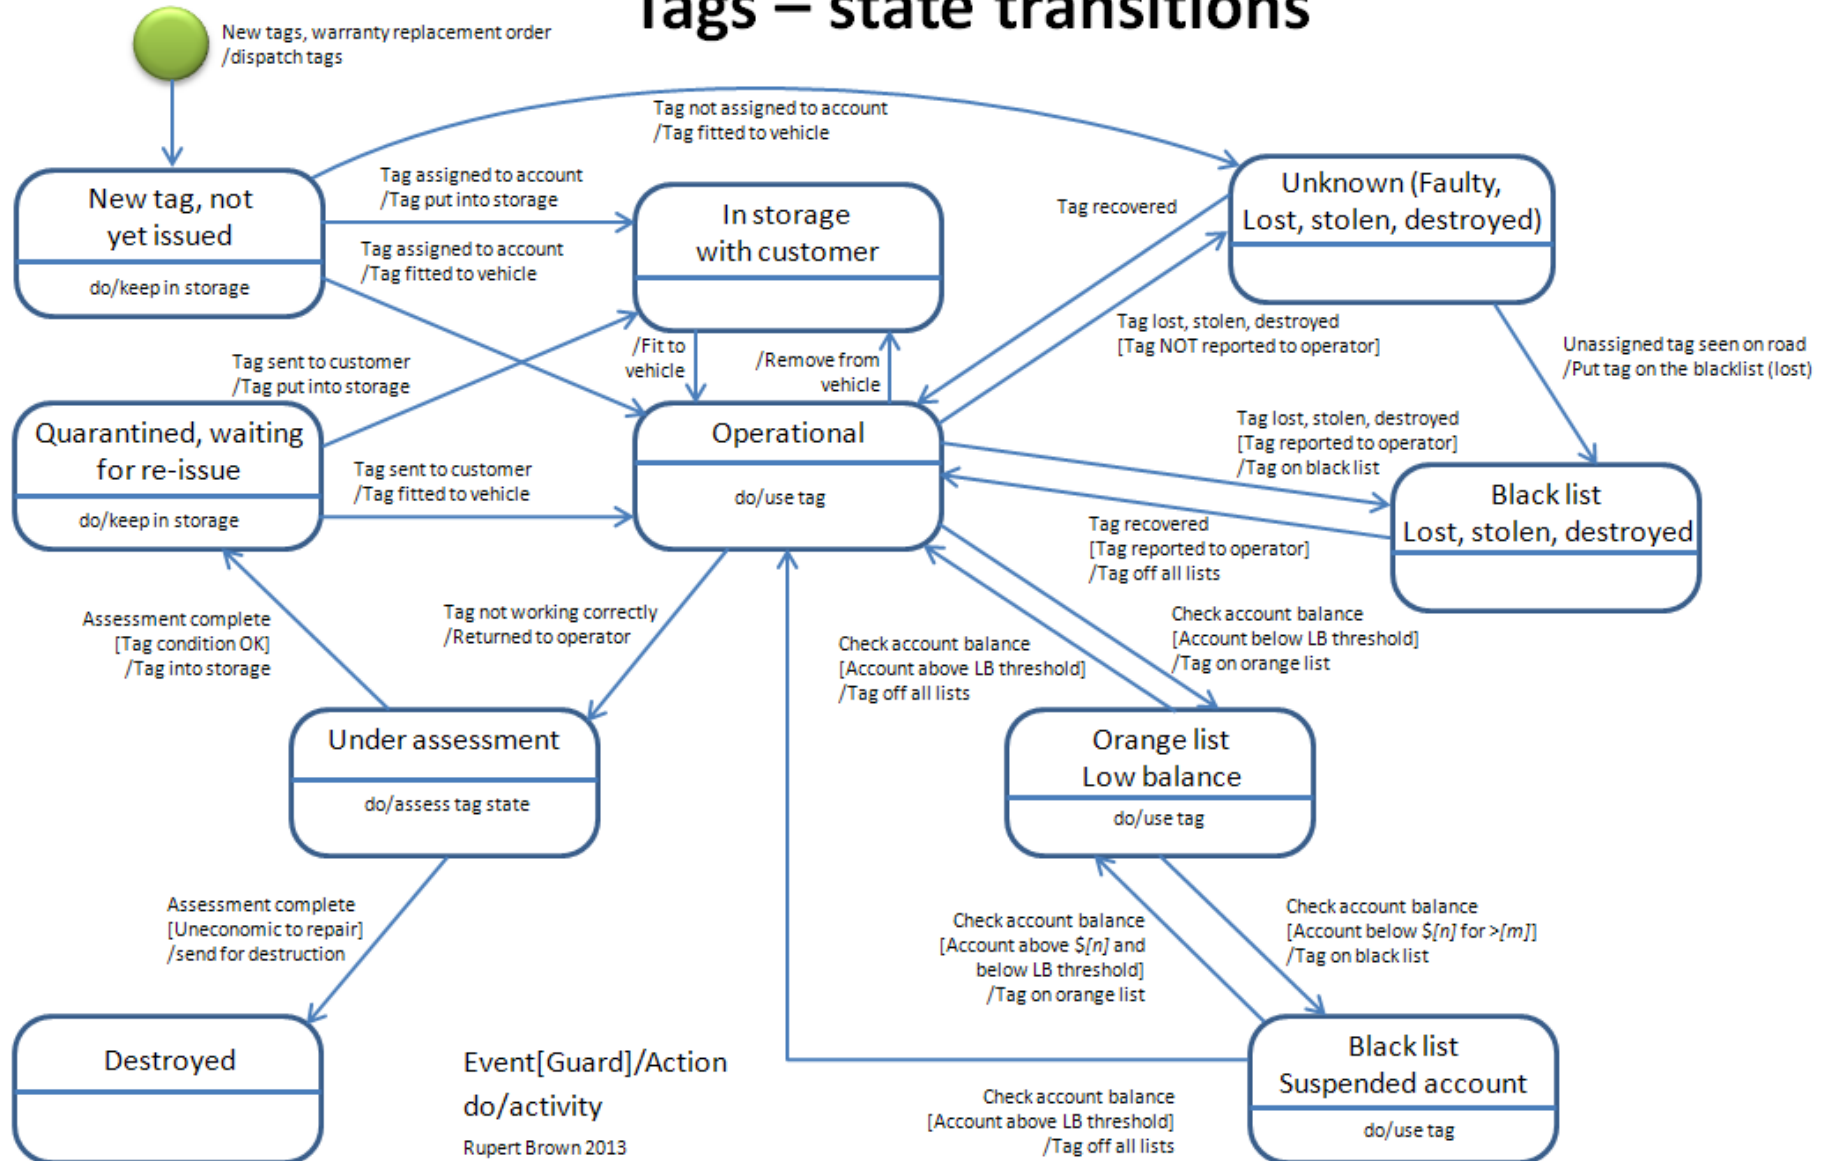 Tags – state transitions
New tags, warranty replacement order
/dispatch tags
Tag not assigned to account
/Tag fitted to vehicle
New tag, not
yet issued
do/keep in storage
Tag assigned to account
/Tag put into storage
Tag assigned to account
/Tag fitted to vehicle
In storage
with customer
Tag recovered
Unknown (Faulty,
Lost, stolen, destroyed)
Tag lost, stolen, destroyed
[Tag NOT reported to operator]
Unassigned tag seen on road
/Put tag on the blacklist (lost)
/Fit to
vehicle
/Remove from
vehicle
Tag sent to customer
/Tag put into storage
Quarantined, waiting
for re-issue
do/keep in storage
Tag sent to customer
/Tag fitted to vehicle
Operational
do/use tag
Tag lost, stolen, destroyed
[Tag reported to operator]
/Tag on black list
Black list
Lost, stolen, destroyed
Tag recovered
[Tag reported to operator]
/Tag off all lists
Assessment complete
[Tag condition OK]
/Tag into storage
Tag not working correctly
/Returned to operator
Check account balance
[Account above LB threshold]
/Tag off all lists
Check account balance
[Account below LB threshold]
/Tag on orange list
Under assessment
do/assess tag state
Orange list
Low balance
do/use tag
Assessment complete
[Uneconomic to repair]
/send for destruction
Check account balance
[Account above $[n] and
below LB threshold]
/Tag on orange list
Check account balance
[Account below $[n] for >[m]]
/Tag on black list
Destroyed
Event[Guard]/Action
do/activity
Rupert Brown 2013
Check account balance
[Account above LB threshold]
/Tag off all lists
Black list
Suspended account
do/use tag